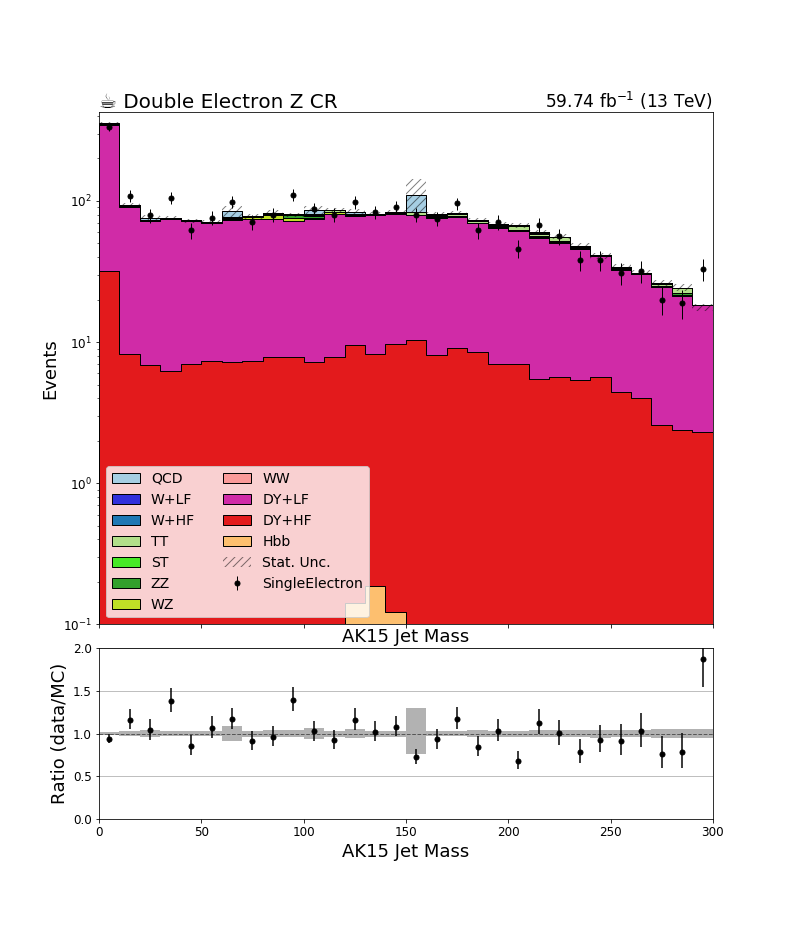 ☕ Double Electron Z CR
59.74 fb⁻¹ (13 TeV)
Events
10²
10¹
10⁰
10⁻¹
QCD
W+LF
W+HF
TT
ST
ZZ
WZ
WW
DY+LF
DY+HF
Hbb
Stat. Unc.
SingleElectron
AK15 Jet Mass
Ratio (data/MC)
2.0
1.5
1.0
0.5
0.0
0 50 100 150 200 250 300
AK15 Jet Mass